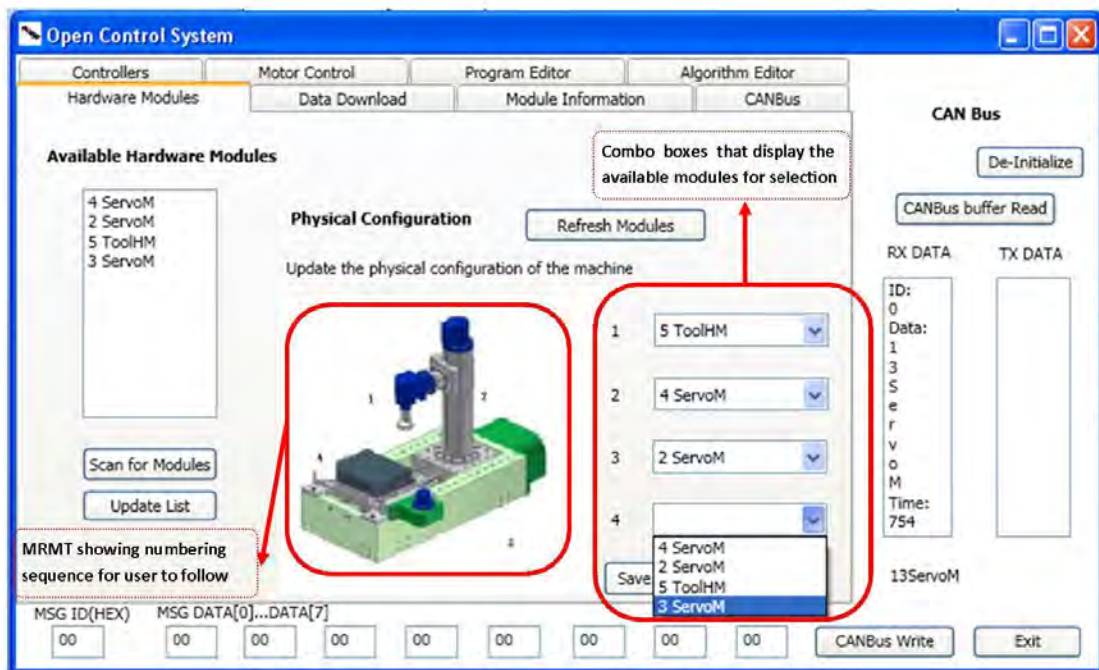 Open Control System
Controllers
Motor Control
Program Editor
Algorithm Editor
Hardware Modules
Data Download
Module Information
CANBus
CAN Bus
Available Hardware Modules
4 ServoM
2 ServoM
5 ToolHM
3 ServoM
Scan for Modules
Update List
MRMT showing numbering
sequence for user to follow
Physical Configuration
Refresh Modules
Update the physical configuration of the machine
Combo boxes that display the
available modules for selection
1
2
4
3
1 5 ToolHM
2 4 ServoM
3 2 ServoM
4
4 ServoM
2 ServoM
5 ToolHM
3 ServoM
Save
De-Initialize
CANBus buffer Read
RX DATA
TX DATA
ID:
0
Data:
1
3
S
e
r
v
o
M
Time:
754
13ServoM
MSG ID(HEX)
MSG DATA[0]...DATA[7]
00 00 00 00 00 00 00 00 00
CANBus Write
Exit